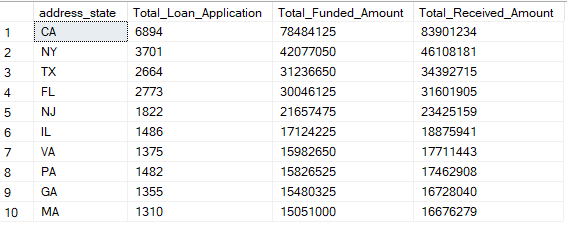 address_state Total_Loan_Application Total_Funded_Amount Total_Received_Amount
1 CA 6894 78484125 83901234
2 NY 3701 42077050 46108181
3 TX 2664 31236650 34392715
4 FL 2773 30046125 31601905
5 NJ 1822 21657475 23425159
6 IL 1486 17124225 18875941
7 VA 1375 15982650 17711443
8 PA 1482 15826525 17462908
9 GA 1355 15480325 16728040
10 MA 1310 15051000 16676279